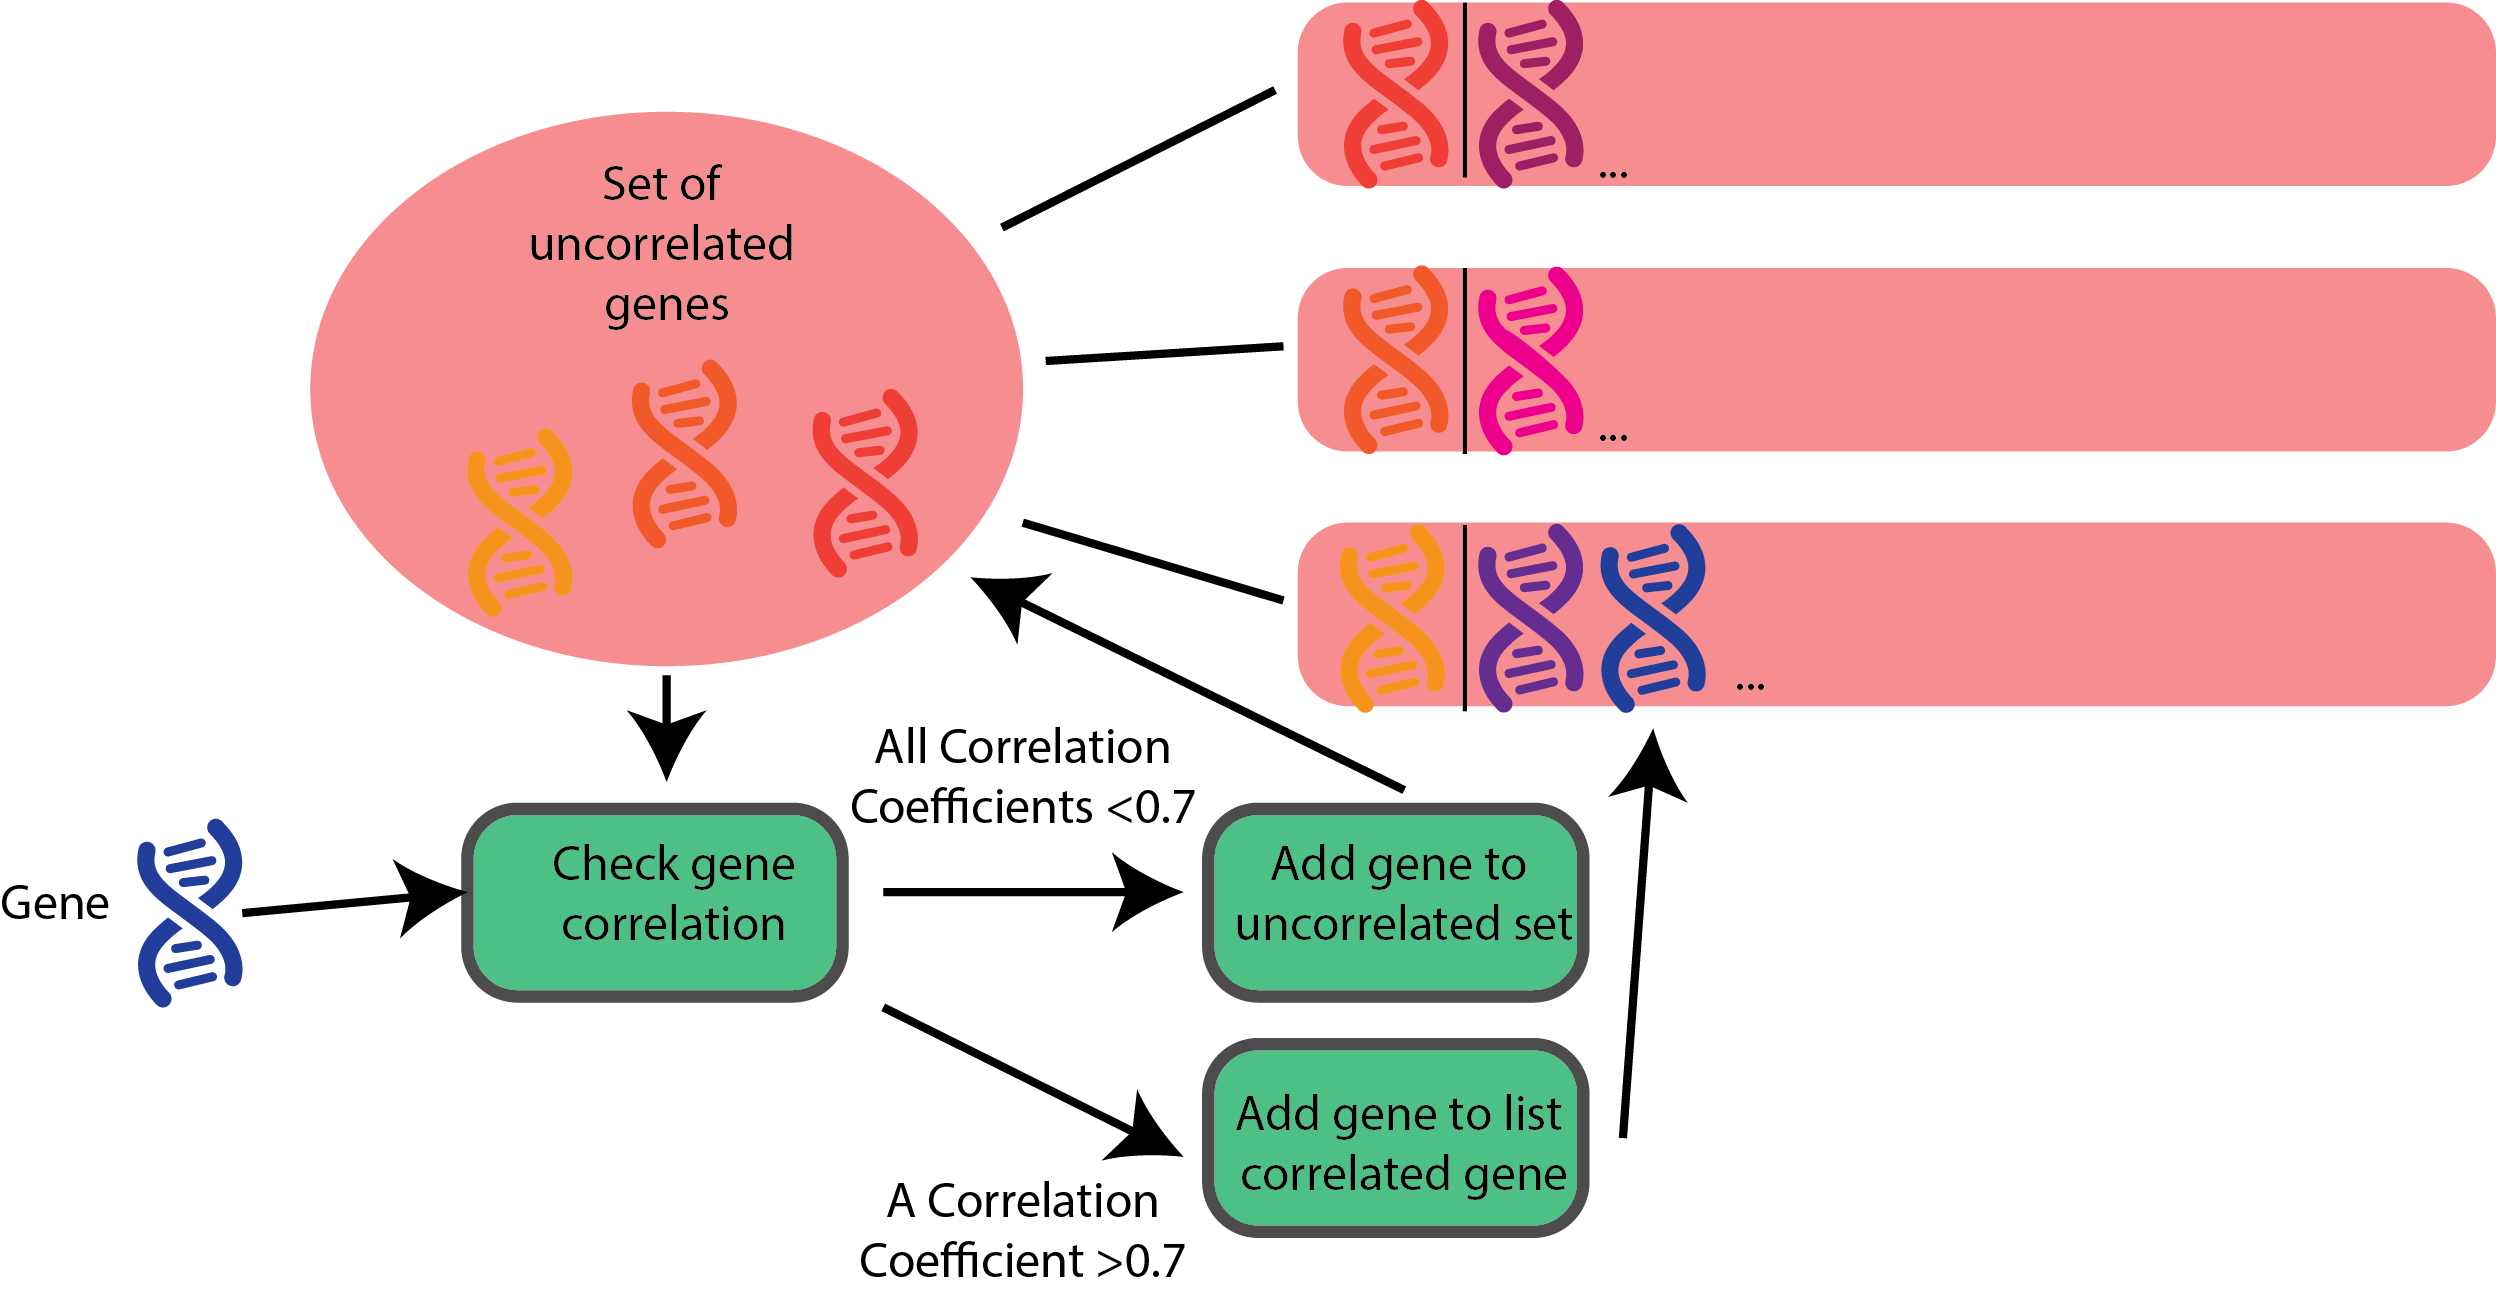 Set of
uncorrelated
genes
...
...
...
All Correlation
Coefficients <0.7
Gene
Check gene
correlation
Add gene to
uncorrelated set
Add gene to list
correlated gene
A Correlation
Coefficient >0.7